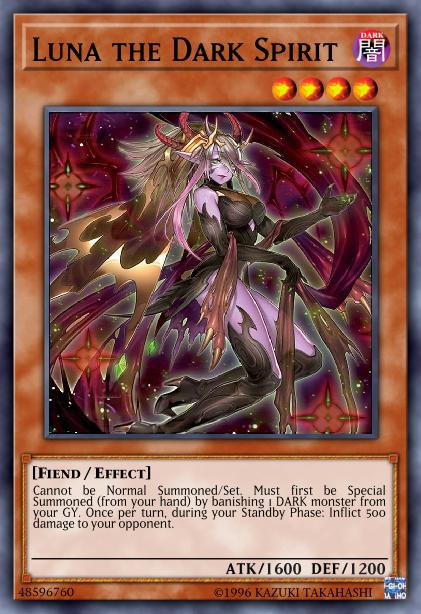 LUNA THE DARK SPIRIT
DARK
闇
[FIEND / EFFECT]
Cannot be Normal Summoned/Set. Must first be Special
Summoned (from your hand) by banishing 1 DARK monster from
your GY. Once per turn, during your Standby Phase: Inflict 500
damage to your opponent.
ATK/1600 DEF/1200
48596760
©1996 KAZUKI TAKAHASHI